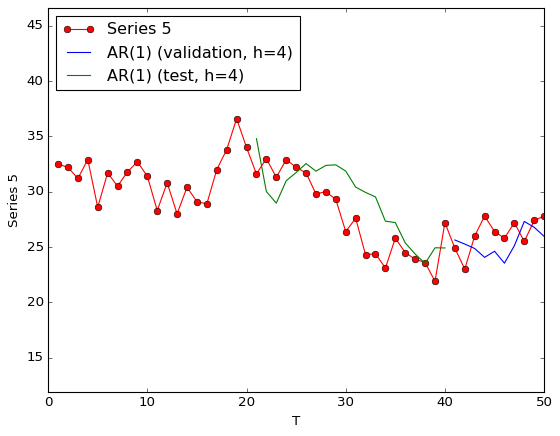 Series 5
AR(1) (validation, h=4)
AR(1) (test, h=4)
45
40
35
30
25
20
15
Series 5
0 10 20 30 40 50
T